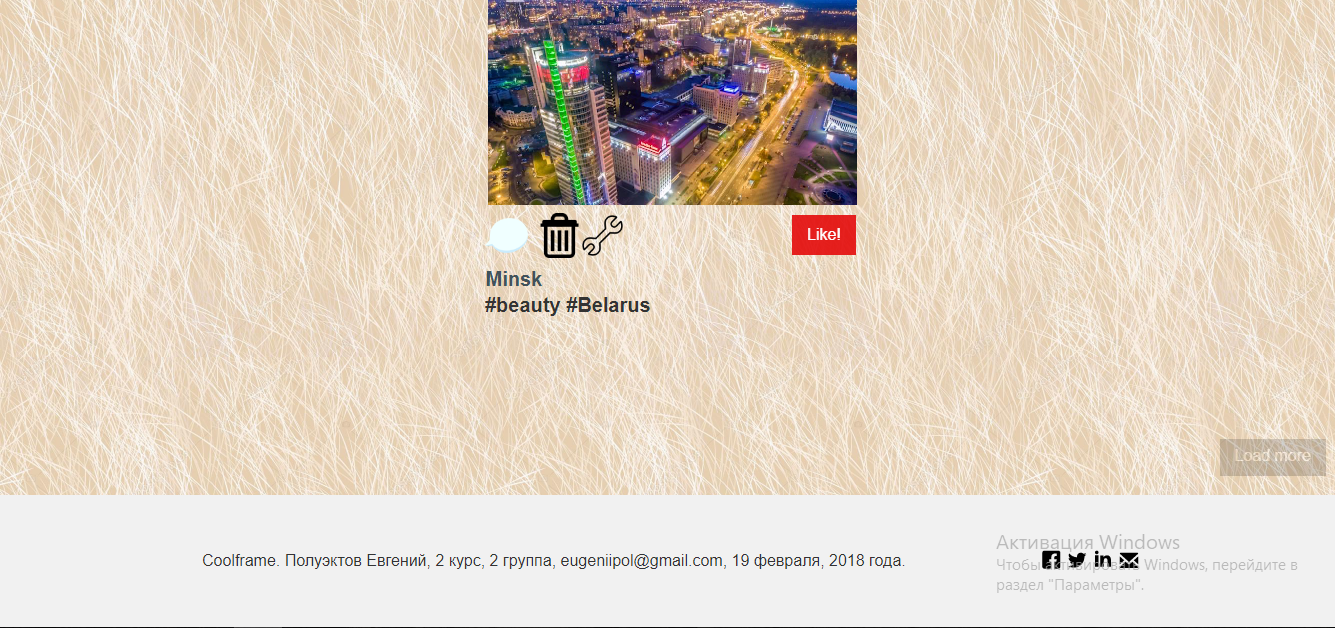 Like!
Minsk
#beauty #Belarus
Load more
Coolframe. Полуэктов Евгений, 2 курс, 2 группа, eugeniipol@gmail.com, 19 февраля, 2018 года.
Активация Windows
Чтобы активировать Windows, перейдите в
раздел "Параметры".